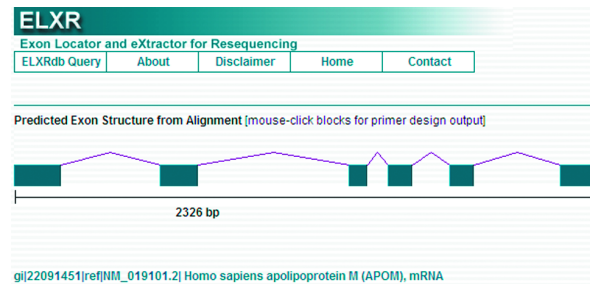 ELXR
Exon Locator and eXtractor for Resequencing
ELXRdb Query About Disclaimer Home Contact
Predicted Exon Structure from Alignment [mouse-click blocks for primer design output]
2326 bp
gi|22091451|ref|NM_019101.2| Homo sapiens apolipoprotein M (APOM), mRNA